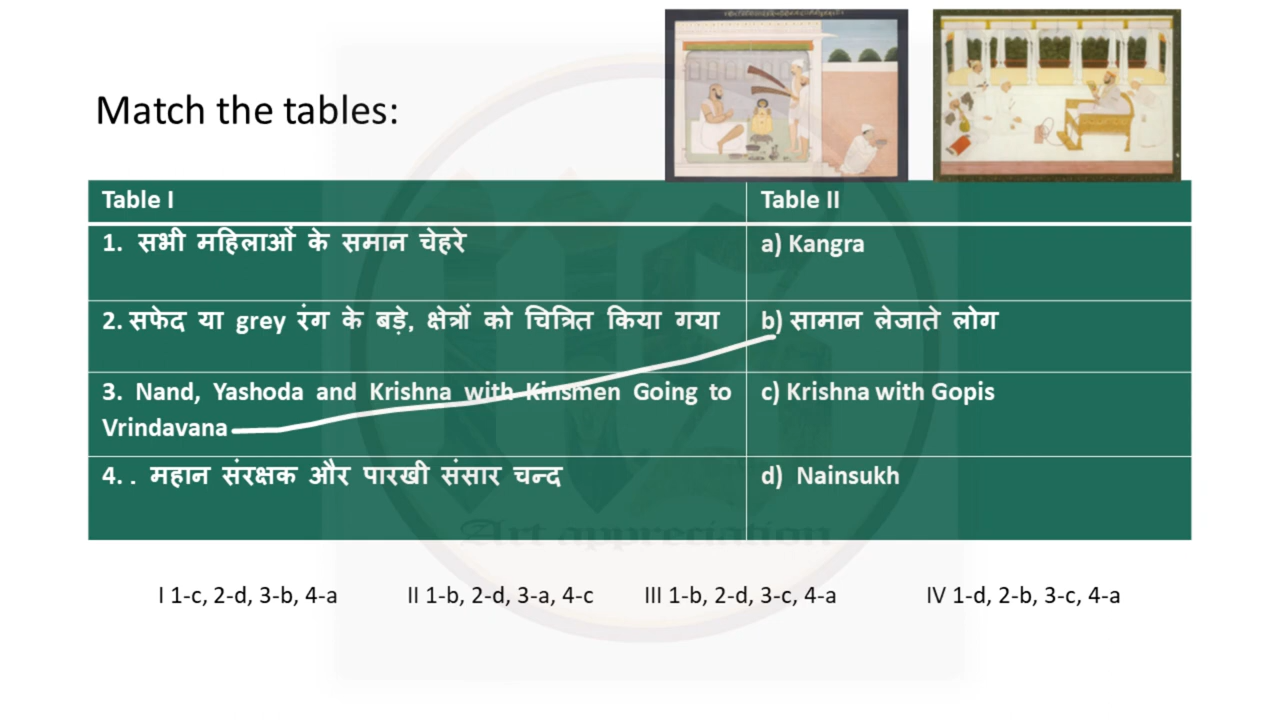 Match the tables:
Table I
Table II
1. सभी महिलाओं के समान चेहरे
a) Kangra
2. सफेद या grey रंग के बड़े, क्षेत्रों को चित्रित किया गया
b) सामान लेजाते लोग
3. Nand, Yashoda and Krishna with Kinsmen Going to
Vrindavana
c) Krishna with Gopis
4. . महान संरक्षक और पारखी संसार चन्द
d) Nainsukh
Art appreciation
I 1-c, 2-d, 3-b, 4-a
II 1-b, 2-d, 3-a, 4-c
III 1-b, 2-d, 3-c, 4-a
IV 1-d, 2-b, 3-c, 4-a